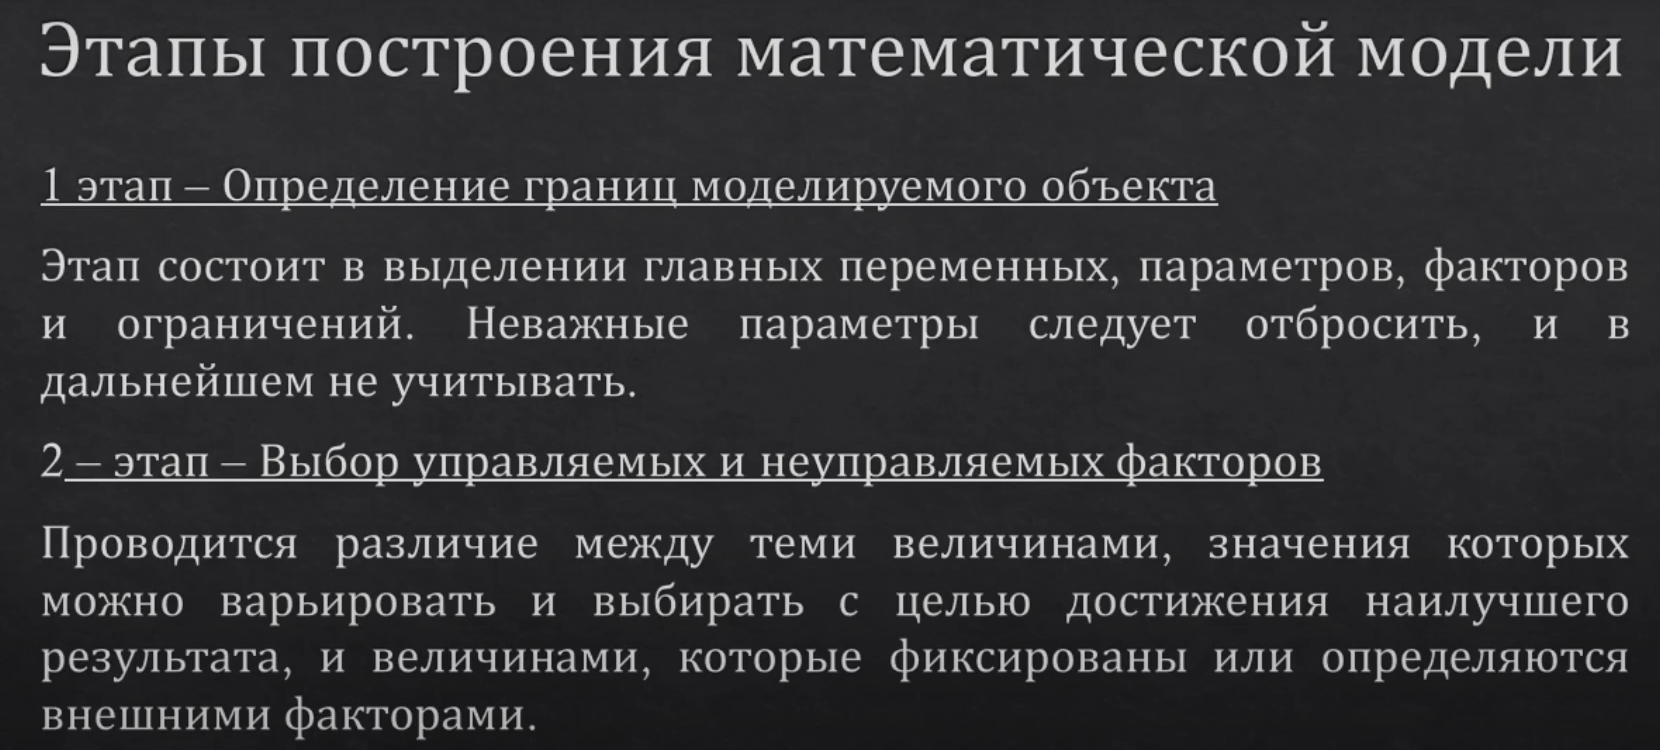 Этапы построения математической модели
1 этап – Определение границ моделируемого объекта
Этап состоит в выделении главных переменных, параметров, факторов
и ограничений. Неважные параметры следует отбросить, и в
дальнейшем не учитывать.
2 – этап – Выбор управляемых и неуправляемых факторов
Проводится различие между теми величинами, значения которых
можно варьировать и выбирать с целью достижения наилучшего
результата, и величинами, которые фиксированы или определяются
внешними факторами.